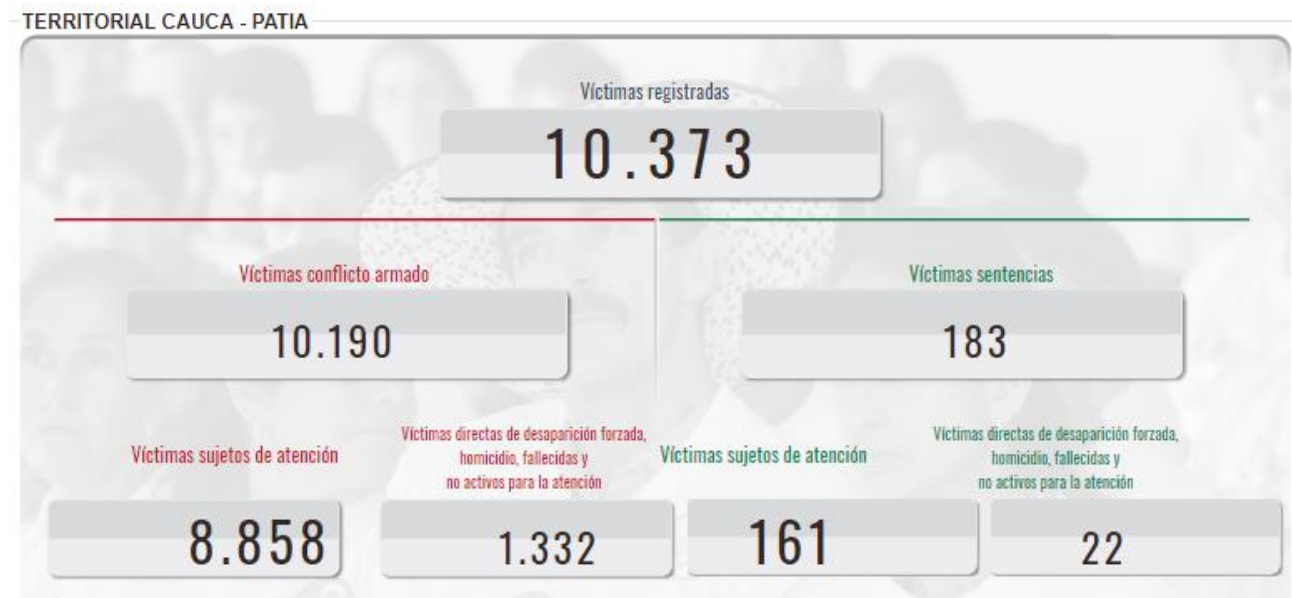 TERRITORIAL CAUCA - PATIA
Víctimas registradas
10.373
Víctimas conflicto armado
10.190
Víctimas sentencias
183
Víctimas sujetos de atención
8.858
Víctimas directas de desaparición forzada,
homicidio, fallecidas y
no activos para la atención
1.332
Víctimas sujetos de atención
161
Víctimas directas de desaparición forzada,
homicidio, fallecidas y
no activos para la atención
22